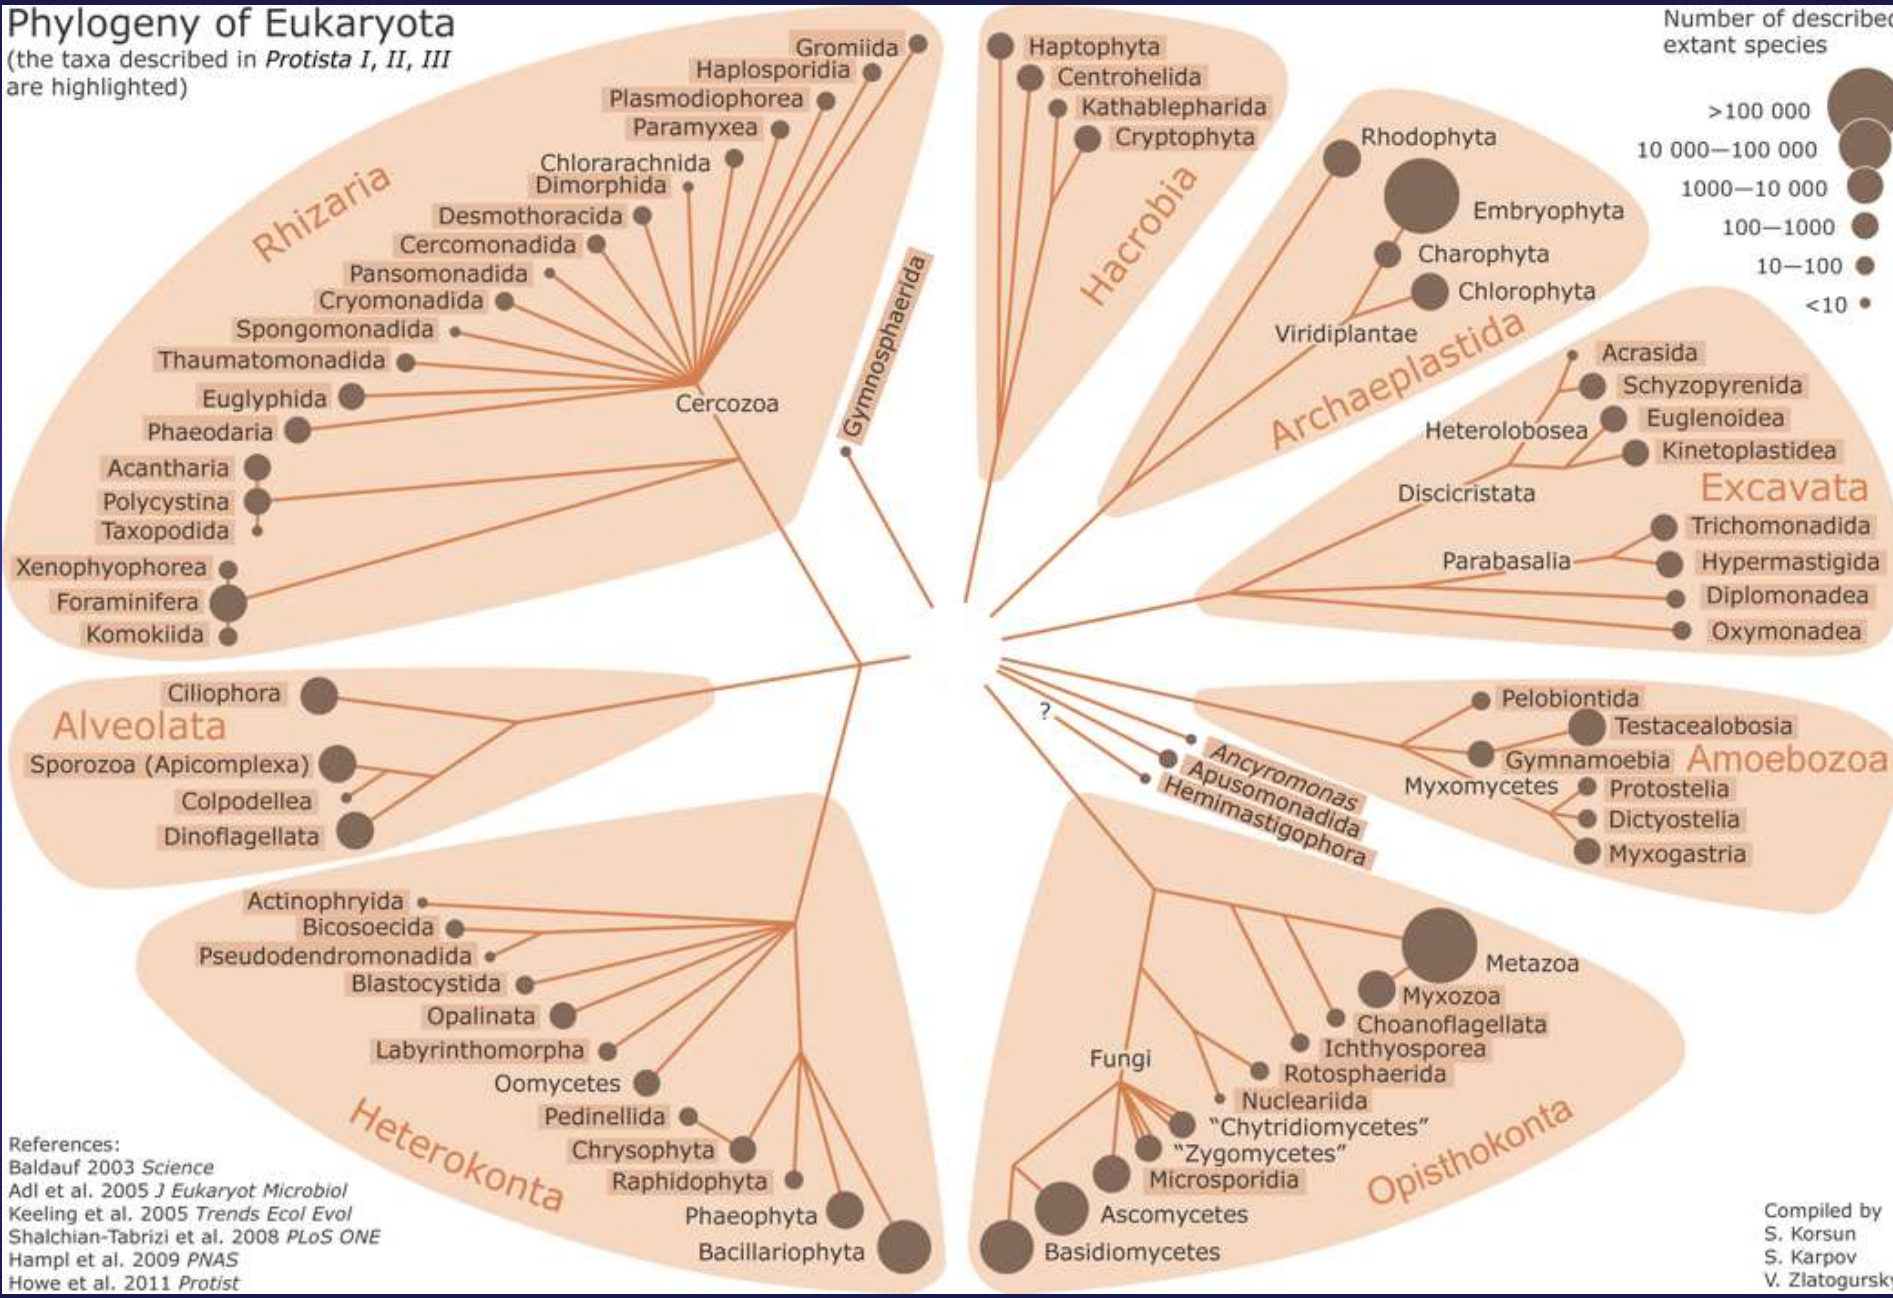 Phylogeny of Eukaryota
(the taxa described in Protista I, II, III
are highlighted)
Number of described
extant species
>100 000
10 000—100 000
1000—10 000
100—1000
10—100
<10
Rhizaria
Gromiida
Haplosporidia
Plasmodiophorea
Paramyxea
Chlorarachnida
Dimorphida
Desmothoracida
Cercomonadida
Pansomonadida
Cryomonadida
Spongomonadida
Thaumatomonadida
Euglyphida
Phaeodaria
Cercozoa
Acantharia
Polycystina
Taxopodida
Xenophyophorea
Foraminifera
Komokiida
Gymnosphaerida
Haptophyta
Centrohelida
Kathablepharida
Cryptophyta
Hacrobia
Rhodophyta
Embryophyta
Charophyta
Chlorophyta
Viridiplantae
Archaeplastida
Acrasida
Schyzopyrenida
Euglenoidea
Heterolobosea
Kinetoplastidea
Discicristata
Excavata
Trichomonadida
Parabasalia
Hypermastigida
Diplomonadea
Oxymonadea
Ciliophora
Alveolata
Sporozoa (Apicomplexa)
Colpodellea
Dinoflagellata
?
Ancyromonas
Apusomonadida
Hemimastigophora
Pelobiontida
Testacealobosia
Gymnamoebia
Amoebozoa
Myxomycetes
Protostelia
Dictyostelia
Myxogastria
Actinophryida
Bicosoecida
Pseudodendromonadida
Blastocystida
Opalinata
Labyrinthomorpha
Oomycetes
Pedinellida
Chrysophyta
Raphidophyta
Phaeophyta
Bacillariophyta
Heterokonta
Metazoa
Myxozoa
Choanoflagellata
Ichthyosporea
Fungi
Rotosphaerida
Nucleariida
“Chytridiomycetes”
“Zygomycetes”
Microsporidia
Ascomycetes
Basidiomycetes
Opisthokonta
References:
Baldauf 2003 Science
Adl et al. 2005 J Eukaryot Microbiol
Keeling et al. 2005 Trends Ecol Evol
Shalchian-Tabrizi et al. 2008 PLoS ONE
Hampl et al. 2009 PNAS
Howe et al. 2011 Protist
Compiled by
S. Korsun
S. Karpov
V. Zlatogursky